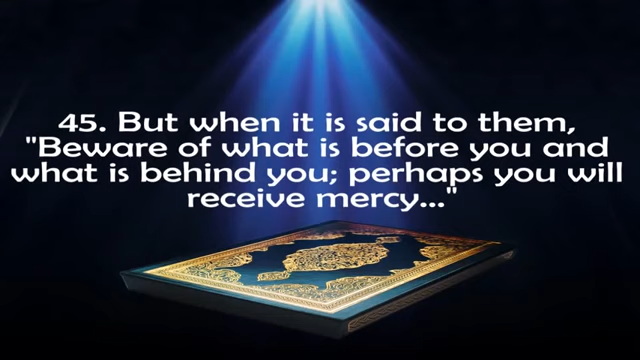 45. But when it is said to them,
"Beware of what is before you and
what is behind you; perhaps you will
receive mercy..."